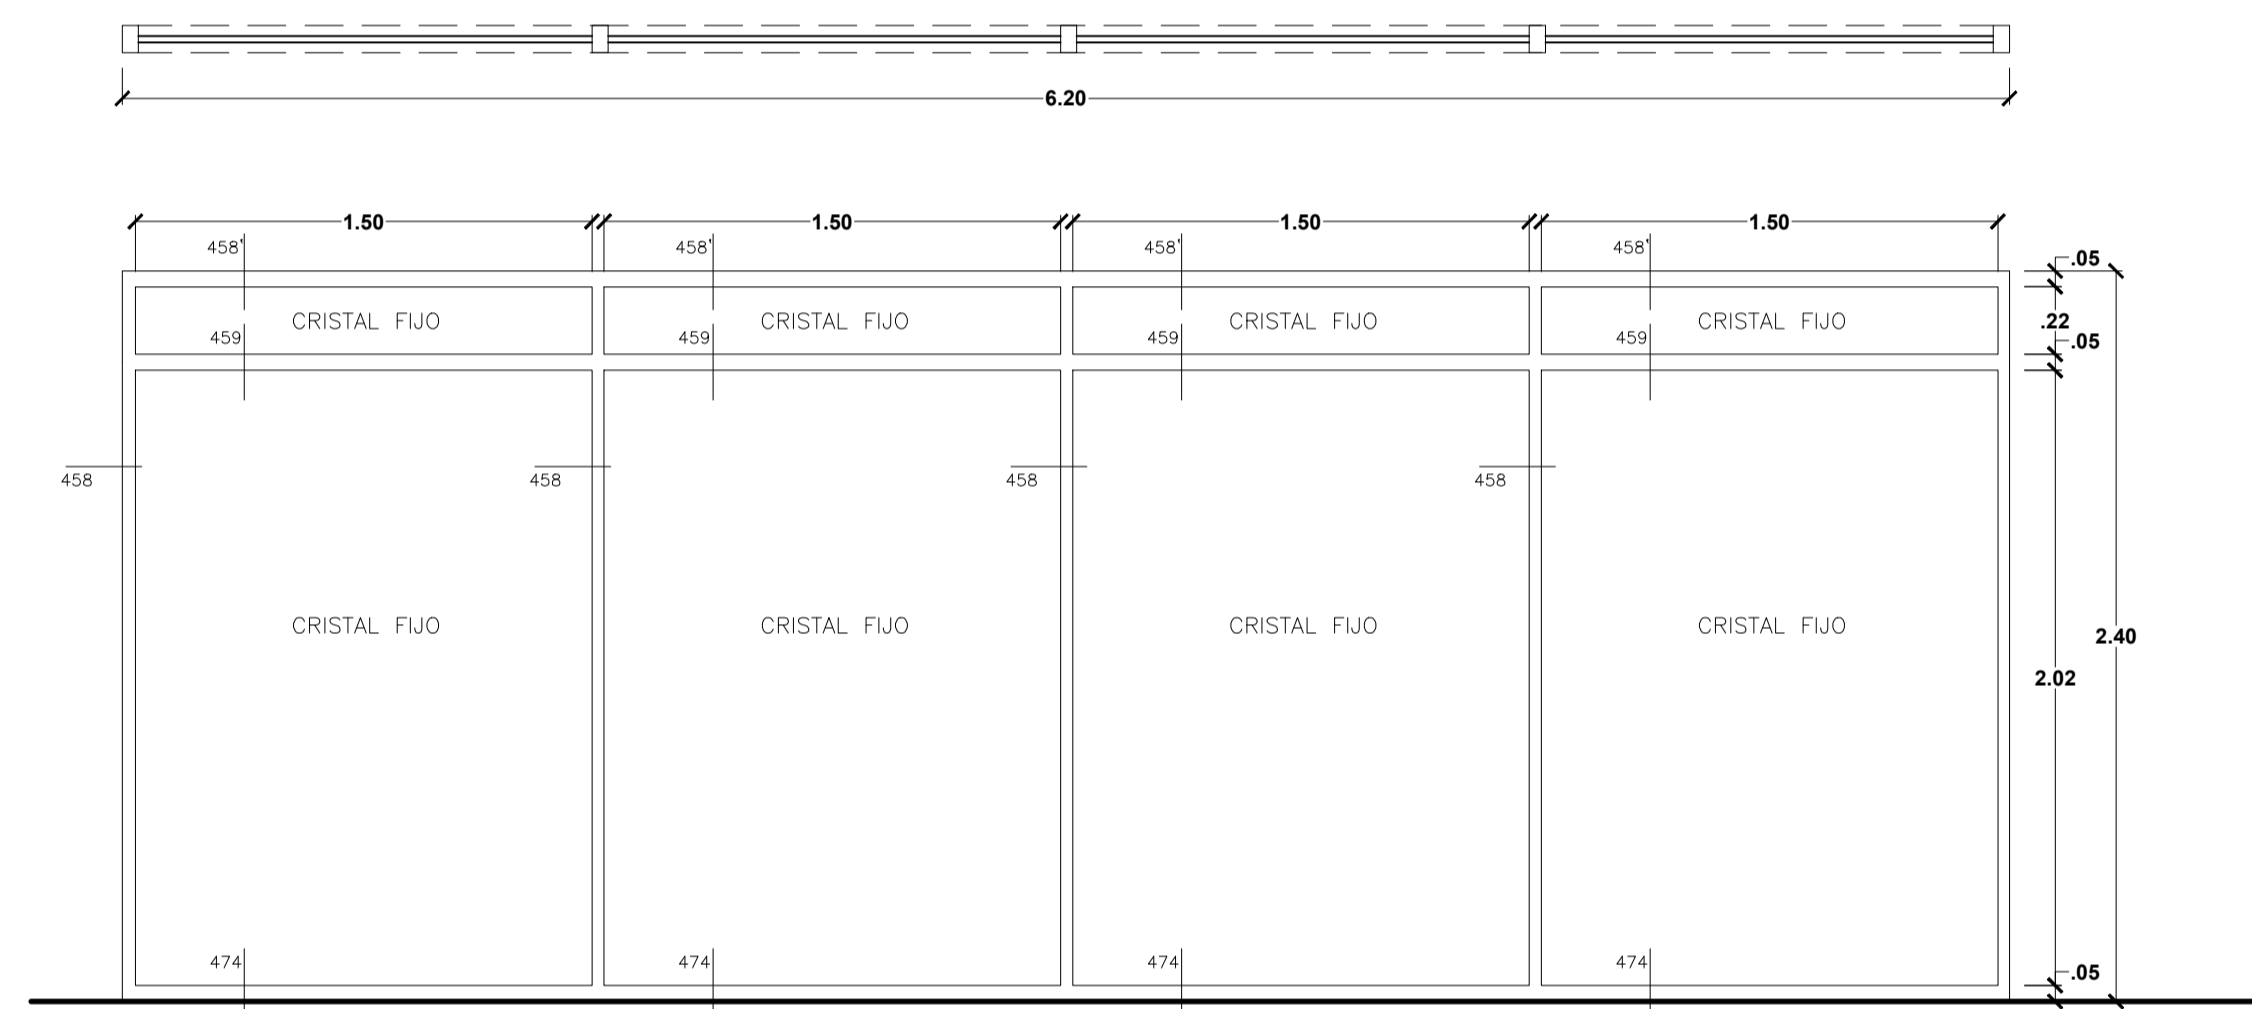 6.20
1.50 1.50 1.50 1.50
458' 458' 458' 458'
.05
CRISTAL FIJO CRISTAL FIJO CRISTAL FIJO CRISTAL FIJO .22
459 459 459 459 .05
458 458 458 458
CRISTAL FIJO CRISTAL FIJO CRISTAL FIJO CRISTAL FIJO
2.40
2.02
474 474 474 474
.05